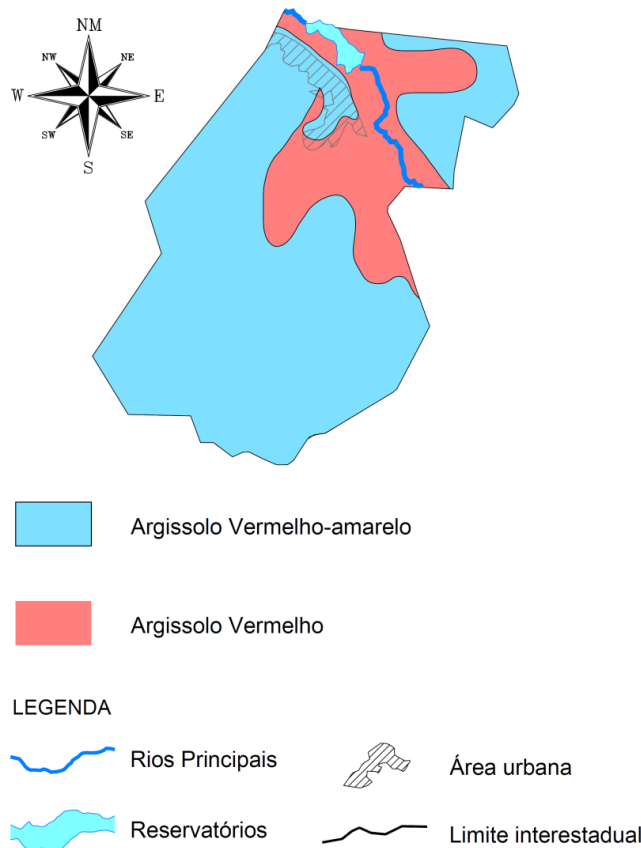 NM
NW
NE
W
E
SW
SE
S
Argissolo Vermelho-amarelo
Argissolo Vermelho
LEGENDA
Rios Principais
Área urbana
Reservatórios
Limite interestadual